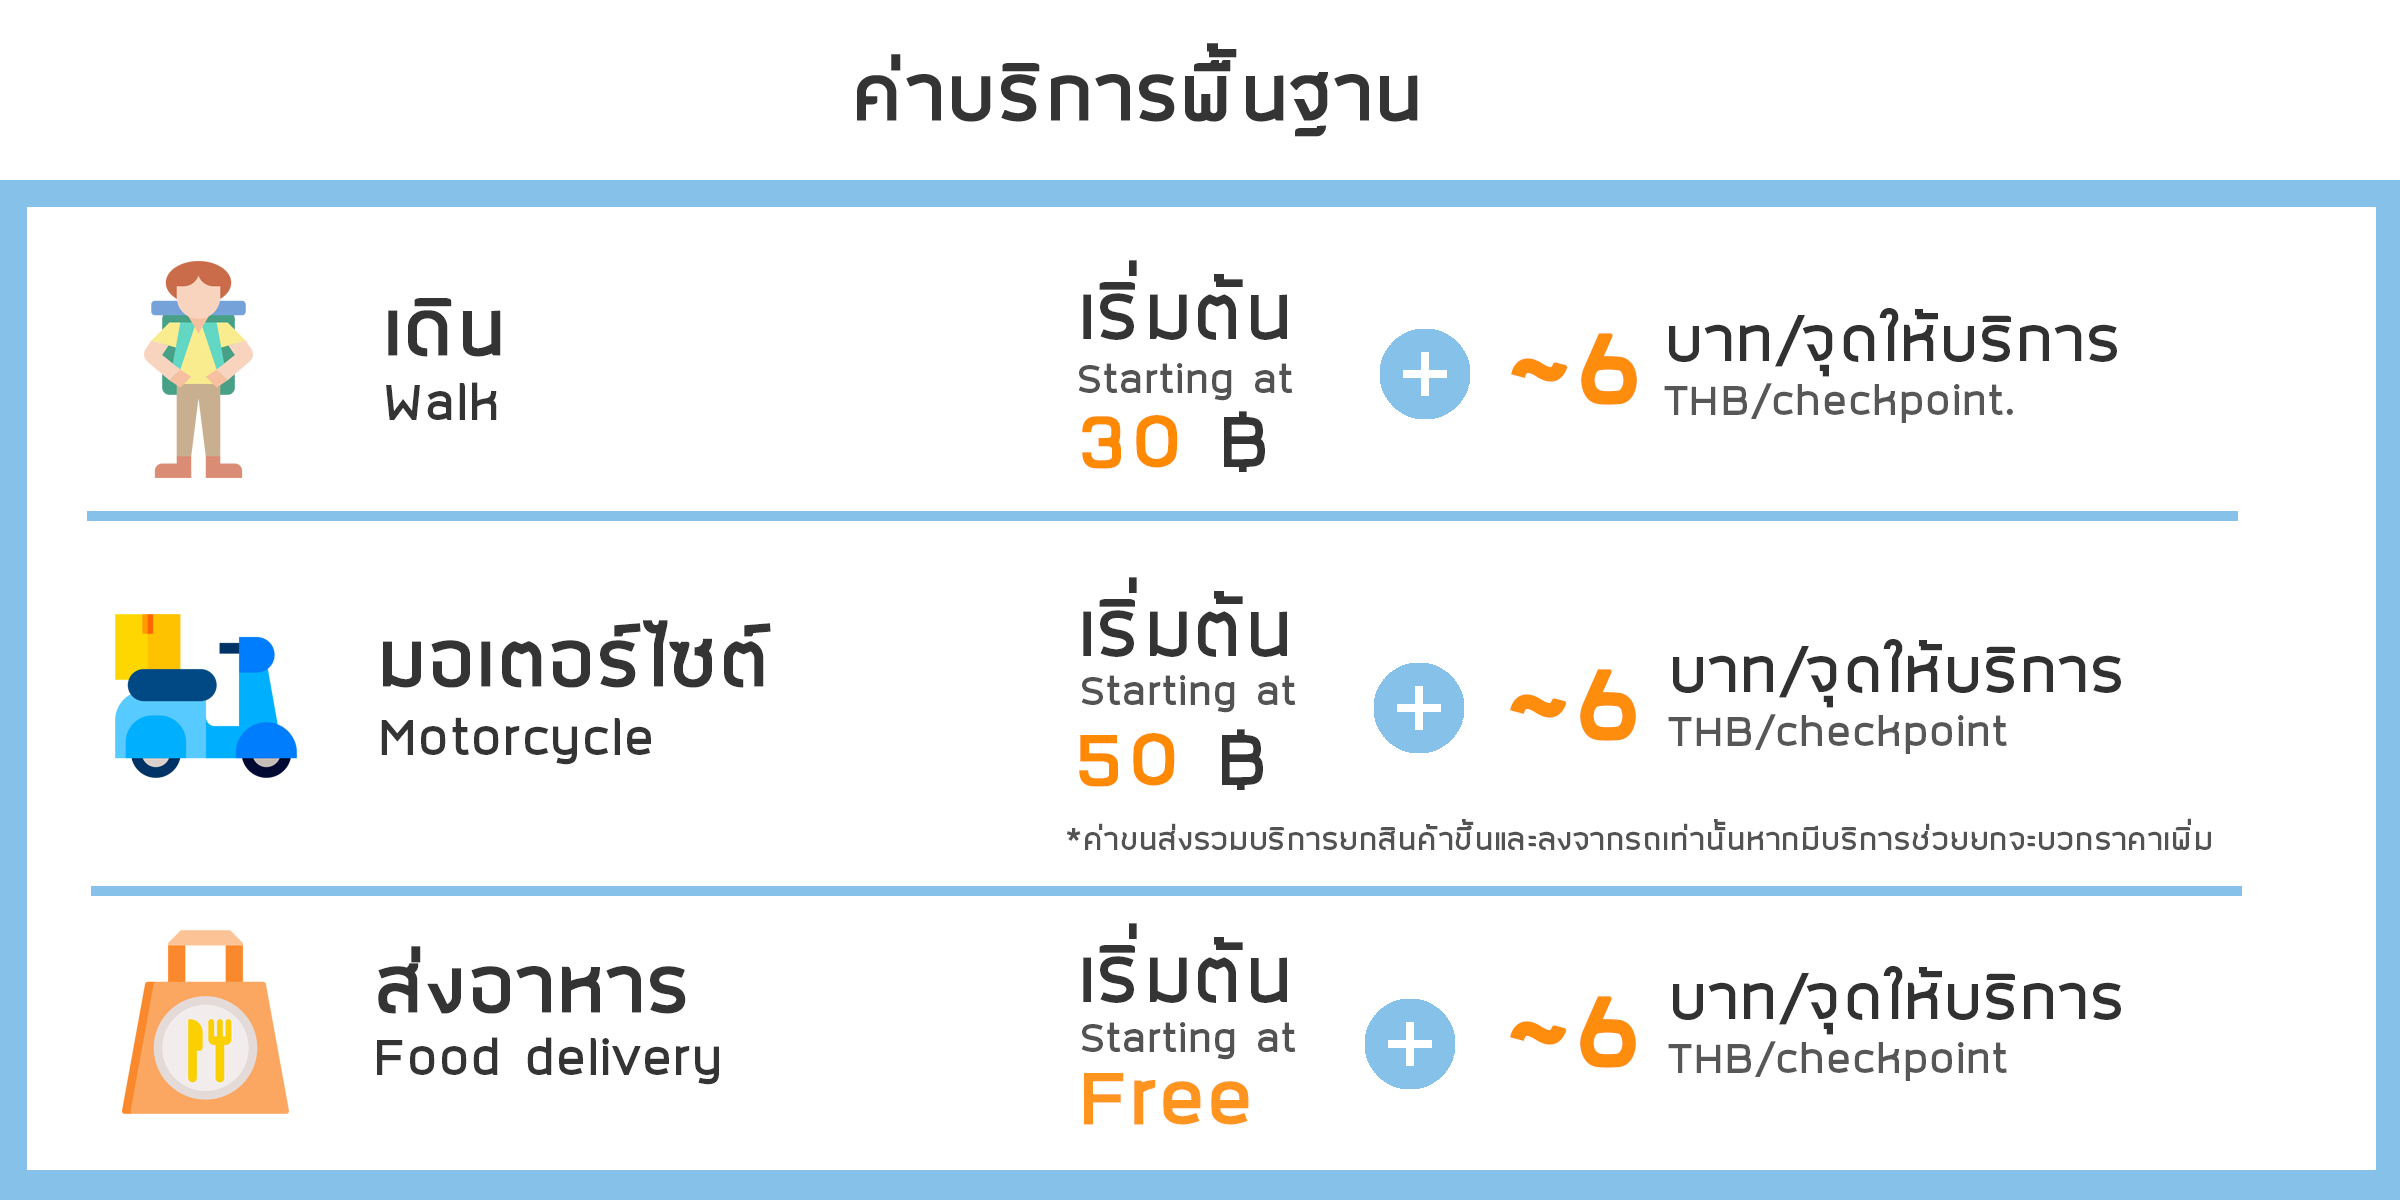 ค่าบริการพื้นฐาน
เดิน
Walk
เริ่มต้น
Starting at
30 ฿
+
~6
บาท/จุดให้บริการ
THB/checkpoint.
มอเตอร์ไซต์
Motorcycle
เริ่มต้น
Starting at
50 ฿
+
~6
บาท/จุดให้บริการ
THB/checkpoint
*ค่าขนส่งรวมบริการยกสินค้าขึ้นและลงจากรถเท่านั้นหากมีบริการช่วยยกจะบวกราคาเพิ่ม
ส่งอาหาร
Food delivery
เริ่มต้น
Starting at
Free
+
~6
บาท/จุดให้บริการ
THB/checkpoint